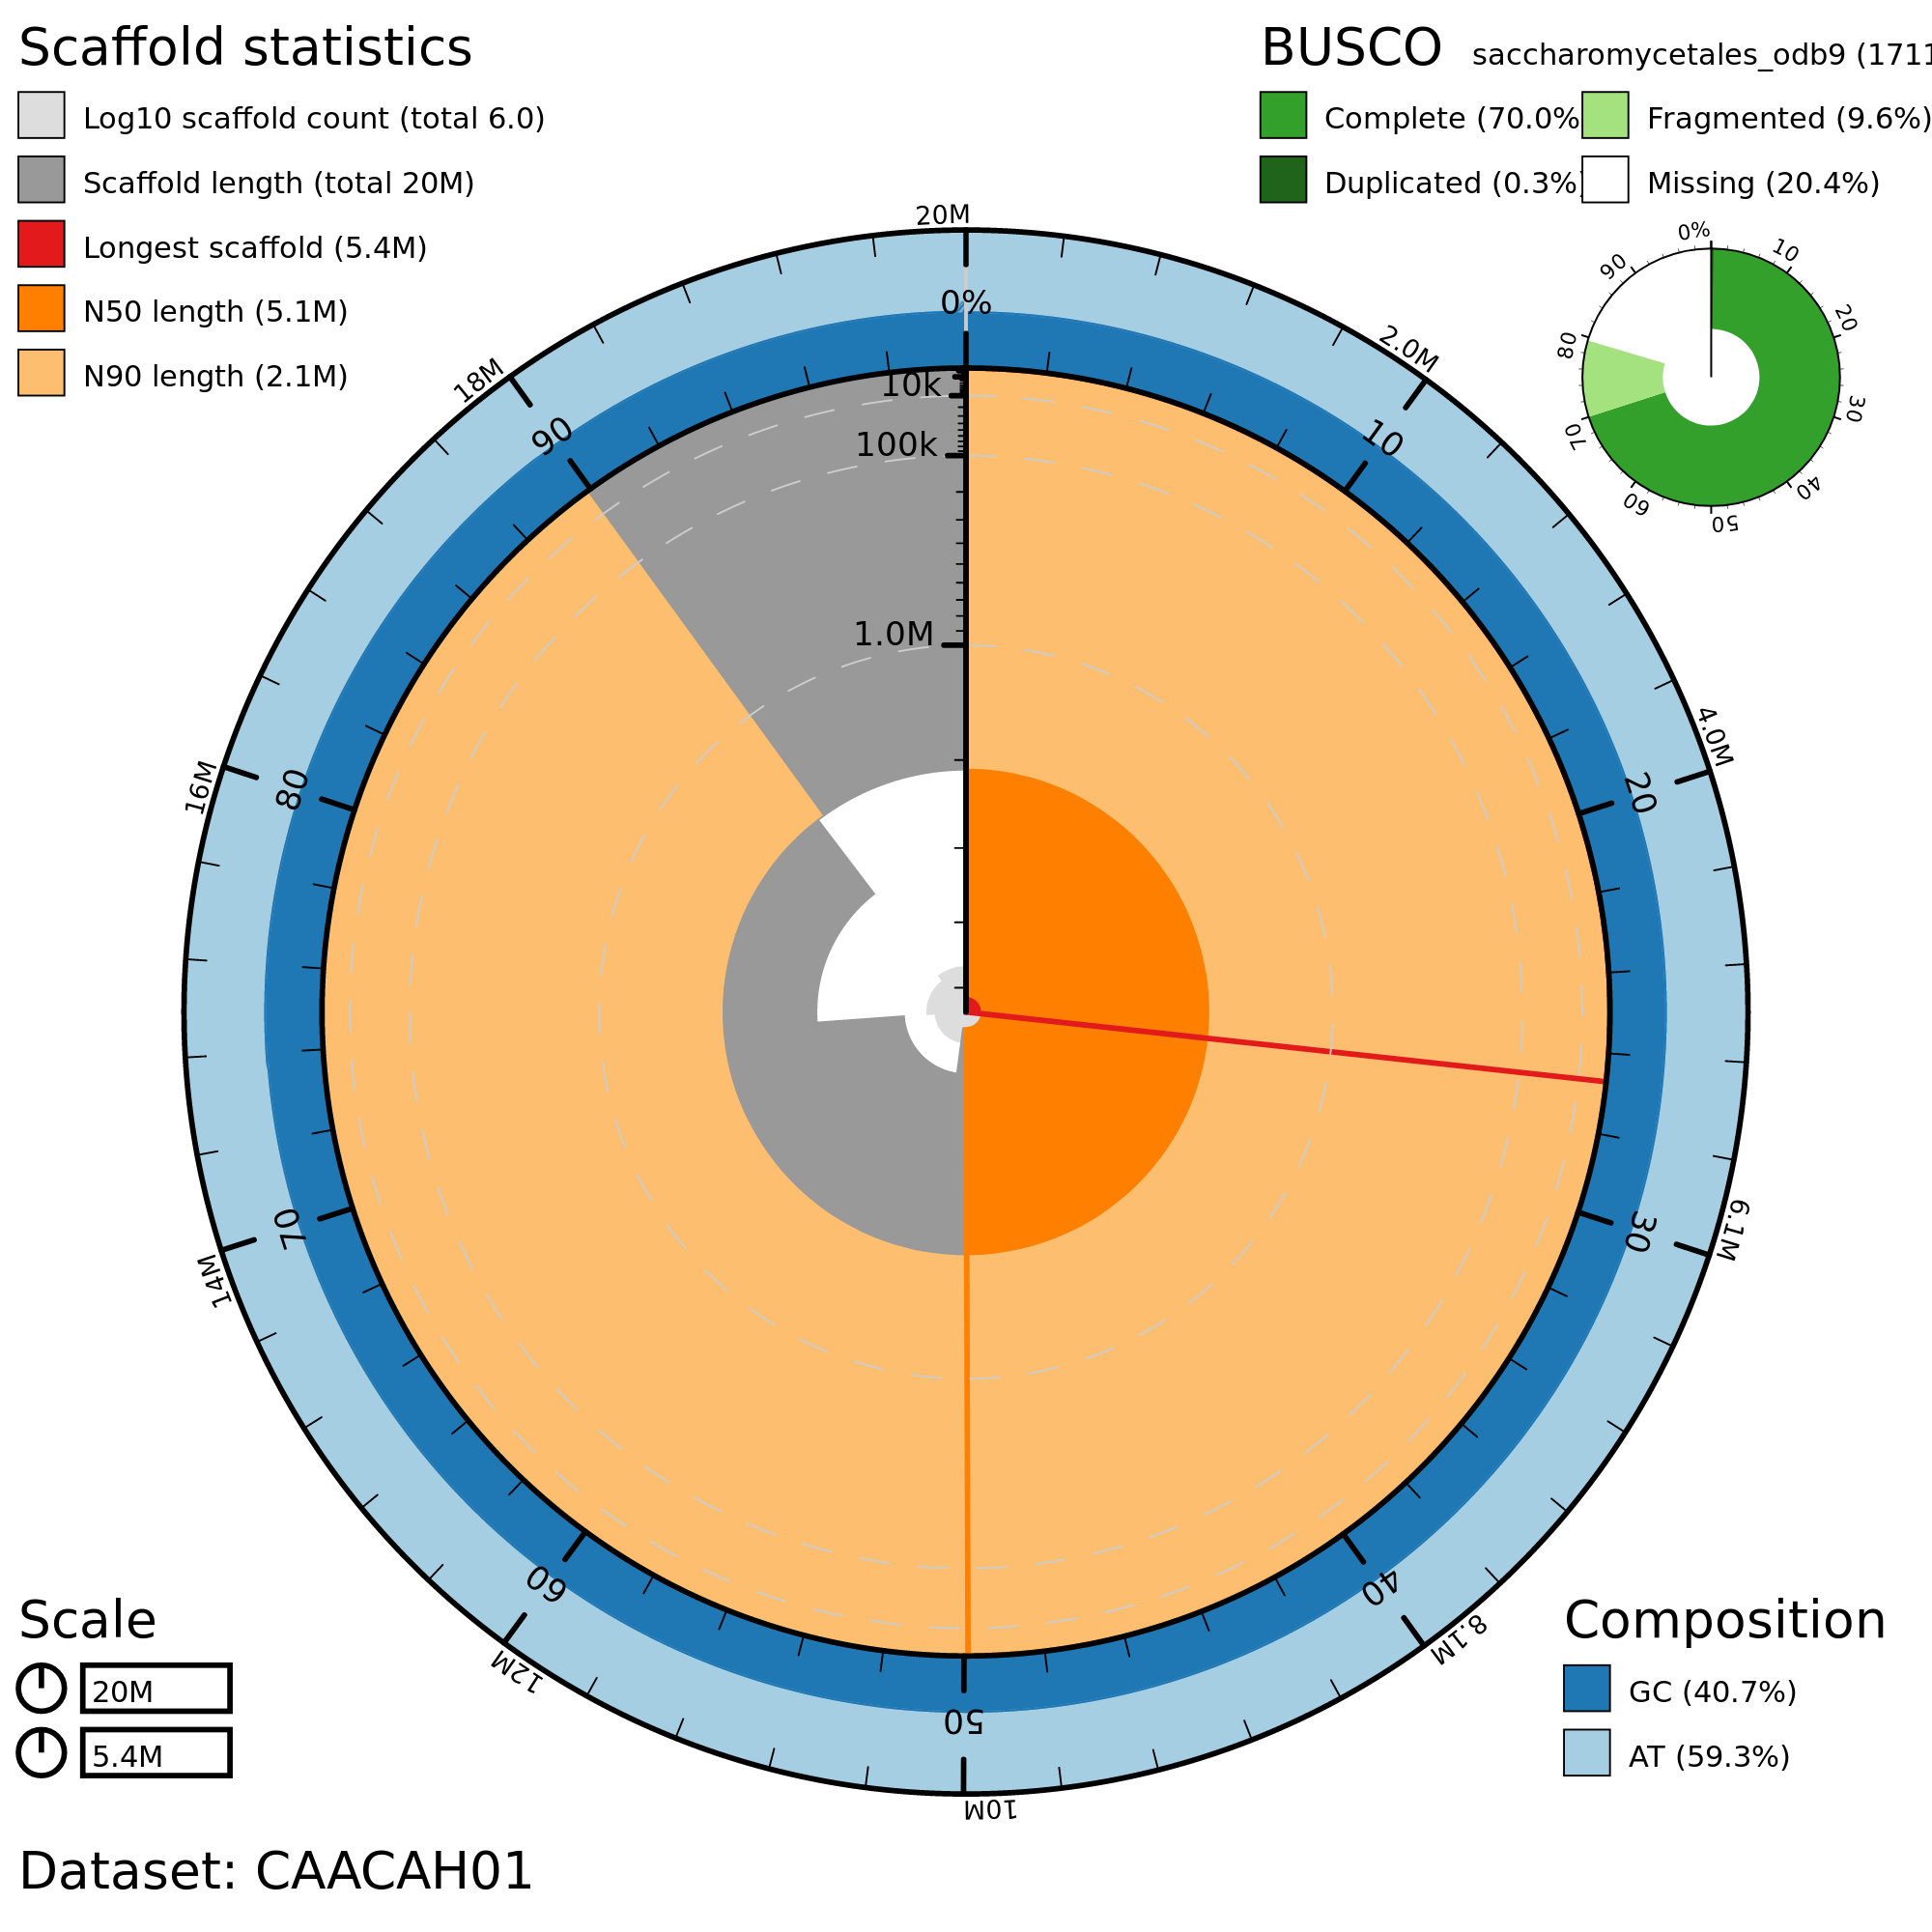 Scaffold statistics
Log10 scaffold count (total 6.0)
Scaffold length (total 20M)
Longest scaffold (5.4M)
N50 length (5.1M)
N90 length (2.1M)
BUSCO saccharomycetales_odb9 (1711
Complete (70.0%
Fragmented (9.6%)
Duplicated (0.3%)
Missing (20.4%)
0%
10
20
30
40
50
60
70
80
90
20M
2.0M
4.0M
6.1M
8.1M
10M
12M
14M
16M
18M
0%
10
20
30
40
50
60
70
80
90
10k
100k
1.0M
Scale
20M
5.4M
Composition
GC (40.7%)
AT (59.3%)
Dataset: CAACAH01